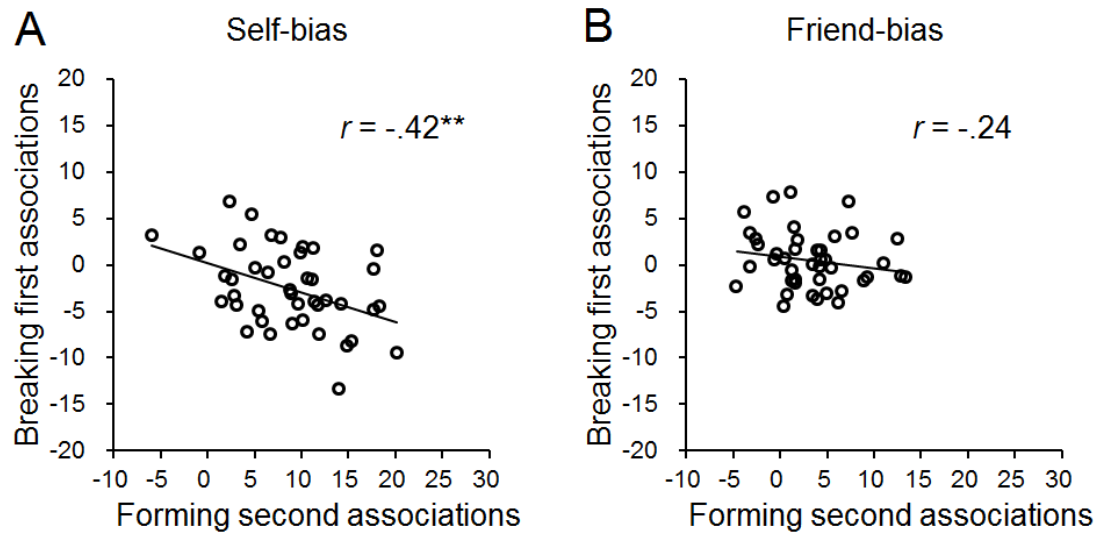 A
Self-bias
Breaking first associations
20
15
10
5
0
-5
-10
-15
-20
r = -.42**
-10 -5 0 5 10 15 20 25 30
Forming second associations
B
Friend-bias
Breaking first associations
20
15
10
5
0
-5
-10
-15
-20
r = -.24
-10 -5 0 5 10 15 20 25 30
Forming second associations